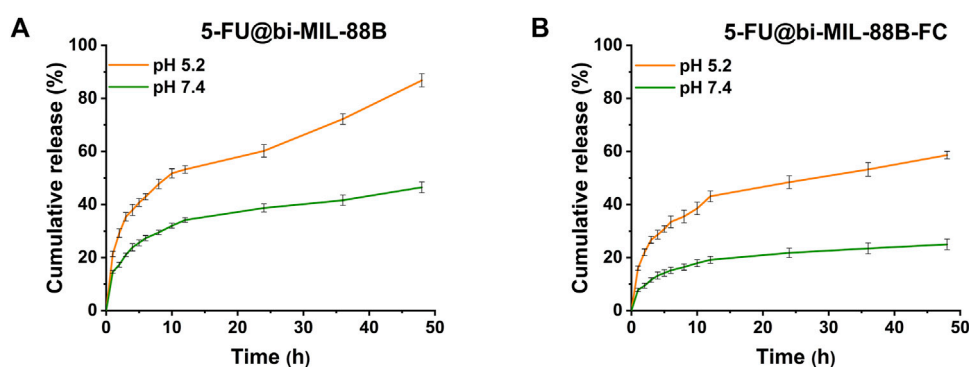 A
5-FU@bi-MIL-88B
100
80
60
40
20
0
Cumulative release (%)
pH 5.2
pH 7.4
0 10 20 30 40 50
Time (h)
B
5-FU@bi-MIL-88B-FC
100
80
60
40
20
0
Cumulative release (%)
pH 5.2
pH 7.4
0 10 20 30 40 50
Time (h)